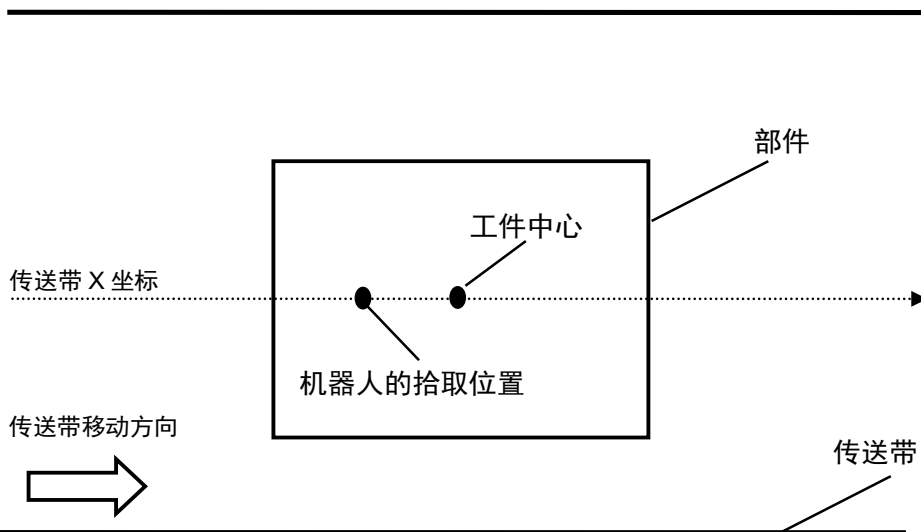 部件
工件中心
传送带 X 坐标
机器人的拾取位置
传送带移动方向
传送带